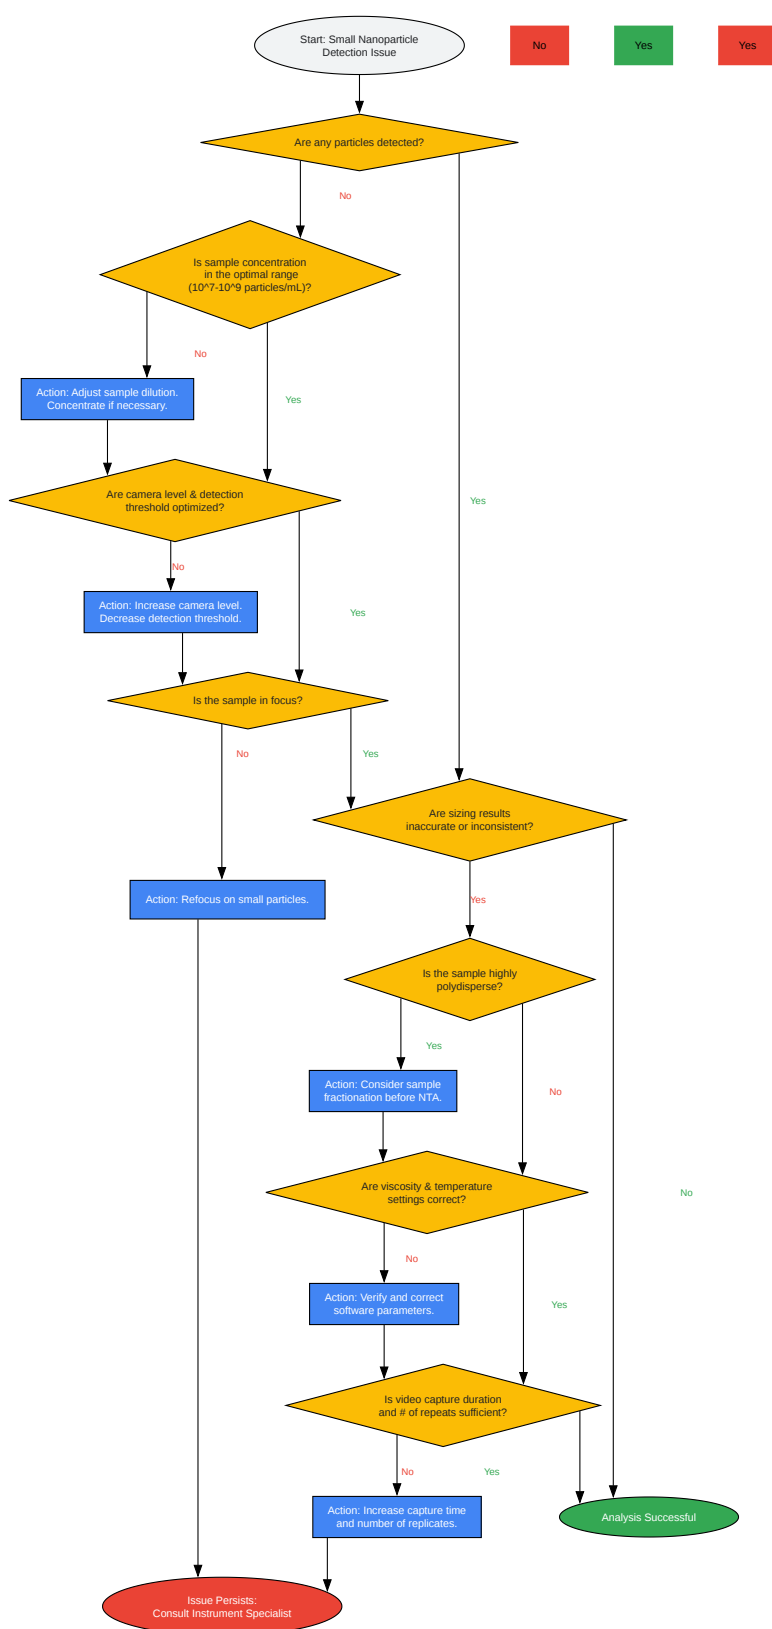 Start: Small Nanoparticle
Detection Issue
No
Yes
Yes
Are any particles detected?
No
Is sample concentration
in the optimal range
(10^7-10^9 particles/mL)?
No
Action: Adjust sample dilution.
Concentrate if necessary.
Yes
Are camera level & detection
threshold optimized?
Yes
No
Action: Increase camera level.
Decrease detection threshold.
Yes
Is the sample in focus?
No
Yes
Are sizing results
inaccurate or inconsistent?
Action: Refocus on small particles.
Yes
Is the sample highly
polydisperse?
Yes
Action: Consider sample
fractionation before NTA.
No
Are viscosity & temperature
settings correct?
No
No
Action: Verify and correct
software parameters.
Yes
Is video capture duration
and # of repeats sufficient?
No
Yes
Action: Increase capture time
and number of replicates.
Analysis Successful
Issue Persists:
Consult Instrument Specialist